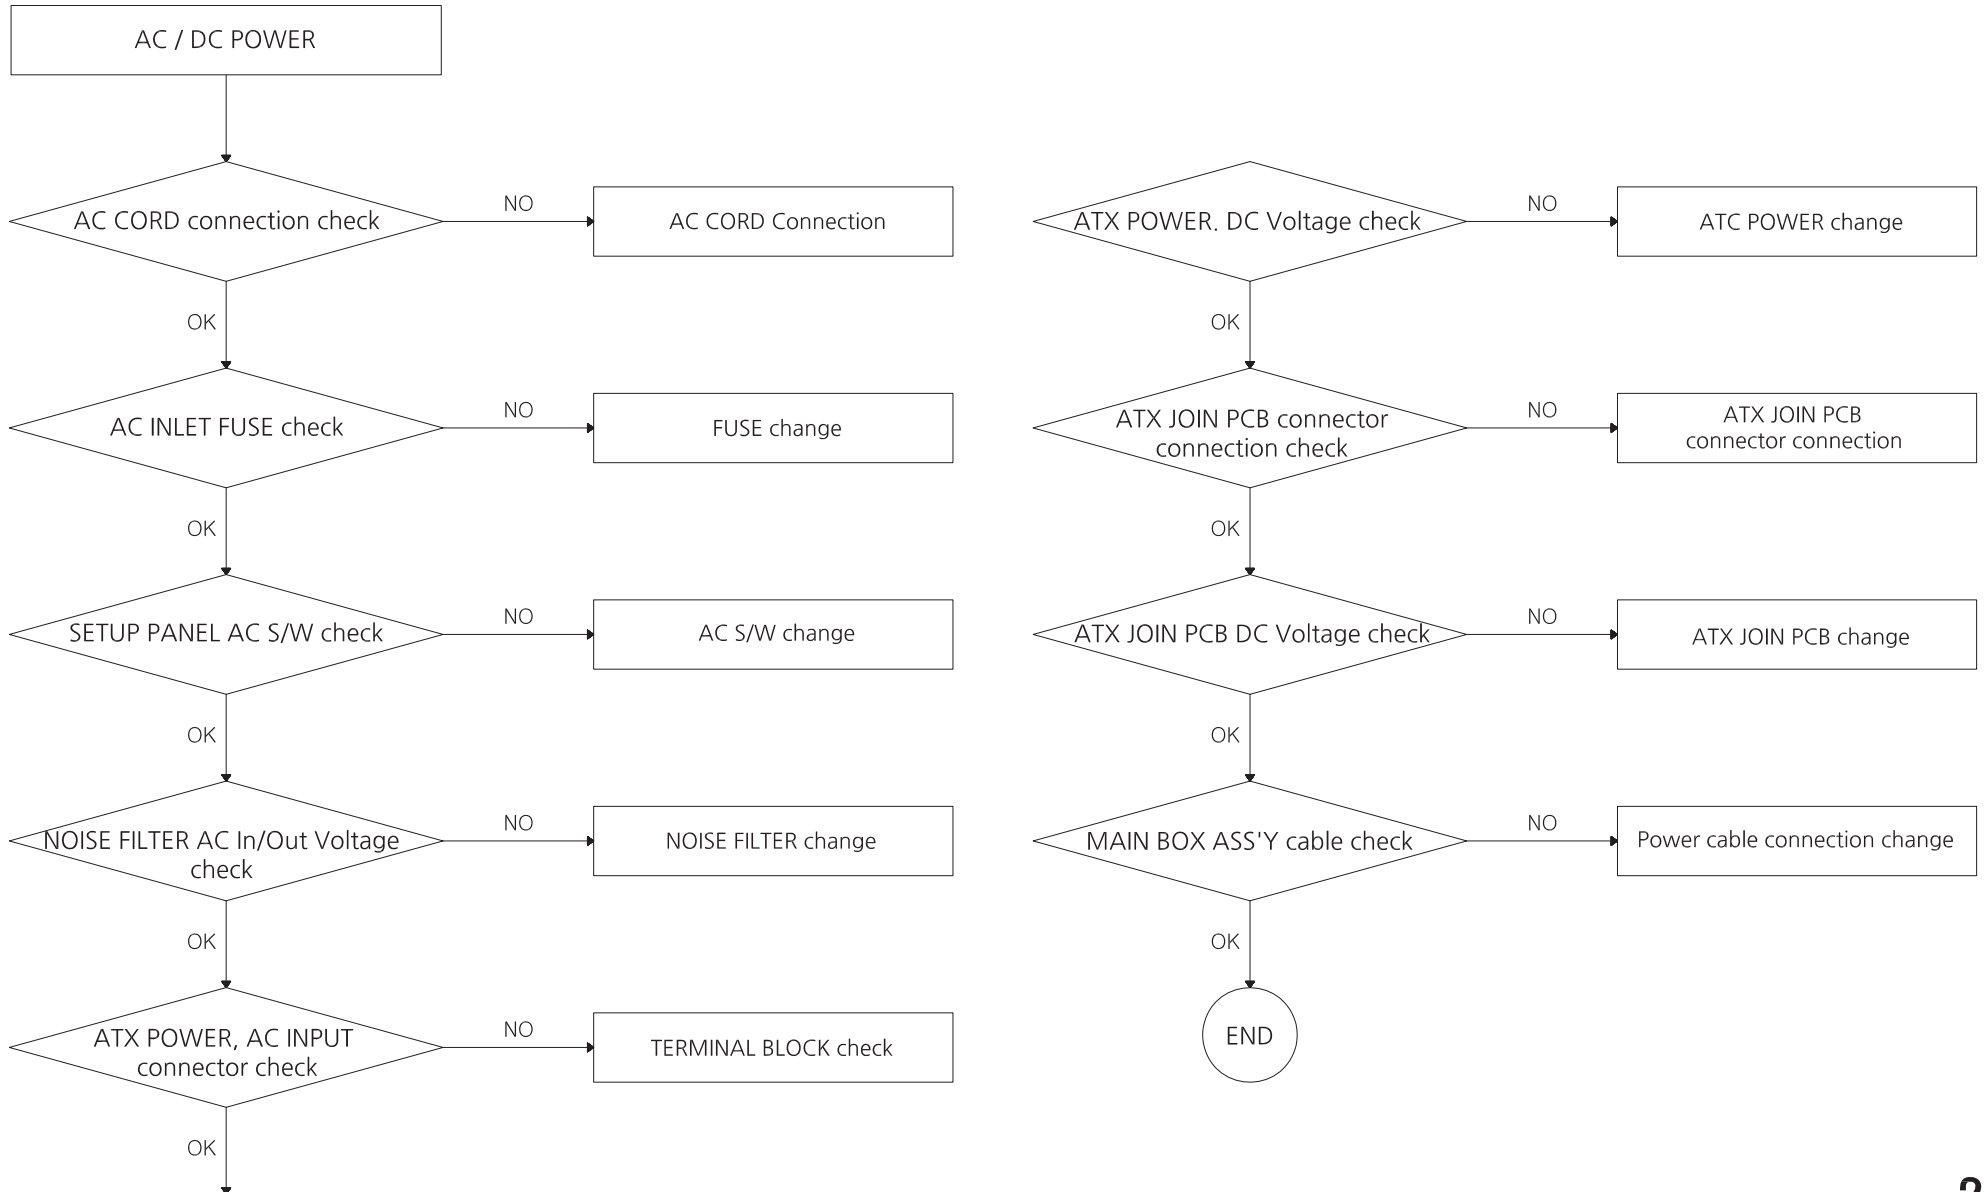 AC / DC POWER
AC CORD connection check
NO
AC CORD Connection
OK
AC INLET FUSE check
NO
FUSE change
OK
SETUP PANEL AC S/W check
NO
AC S/W change
OK
NOISE FILTER AC In/Out Voltage
check
NO
NOISE FILTER change
OK
ATX POWER, AC INPUT
connector check
NO
TERMINAL BLOCK check
OK
ATX POWER. DC Voltage check
NO
ATC POWER change
OK
ATX JOIN PCB connector
connection check
NO
ATX JOIN PCB
connector connection
OK
ATX JOIN PCB DC Voltage check
NO
ATX JOIN PCB change
OK
MAIN BOX ASS'Y cable check
NO
Power cable connection change
OK
END